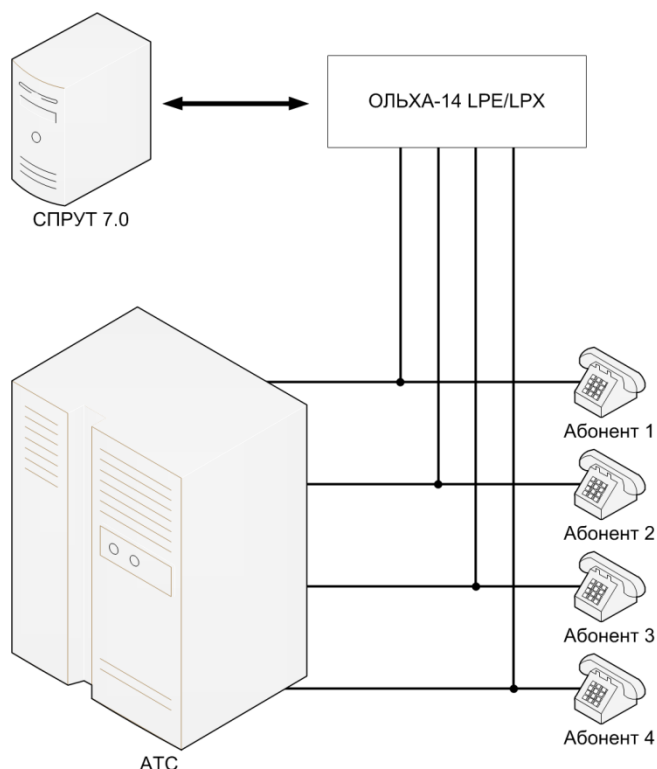 ОЛЬХА-14 LPE/LPX
СПРУТ 7.0
Абонент 1
Абонент 2
Абонент 3
Абонент 4
АТС